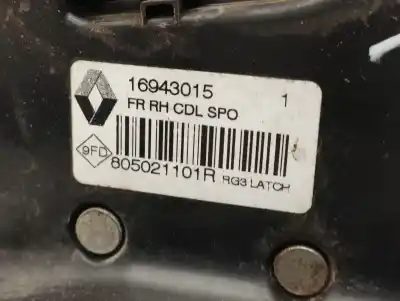 16943015 1
FR RH CDL SPO
9FD
805021101R RG3 LATCH